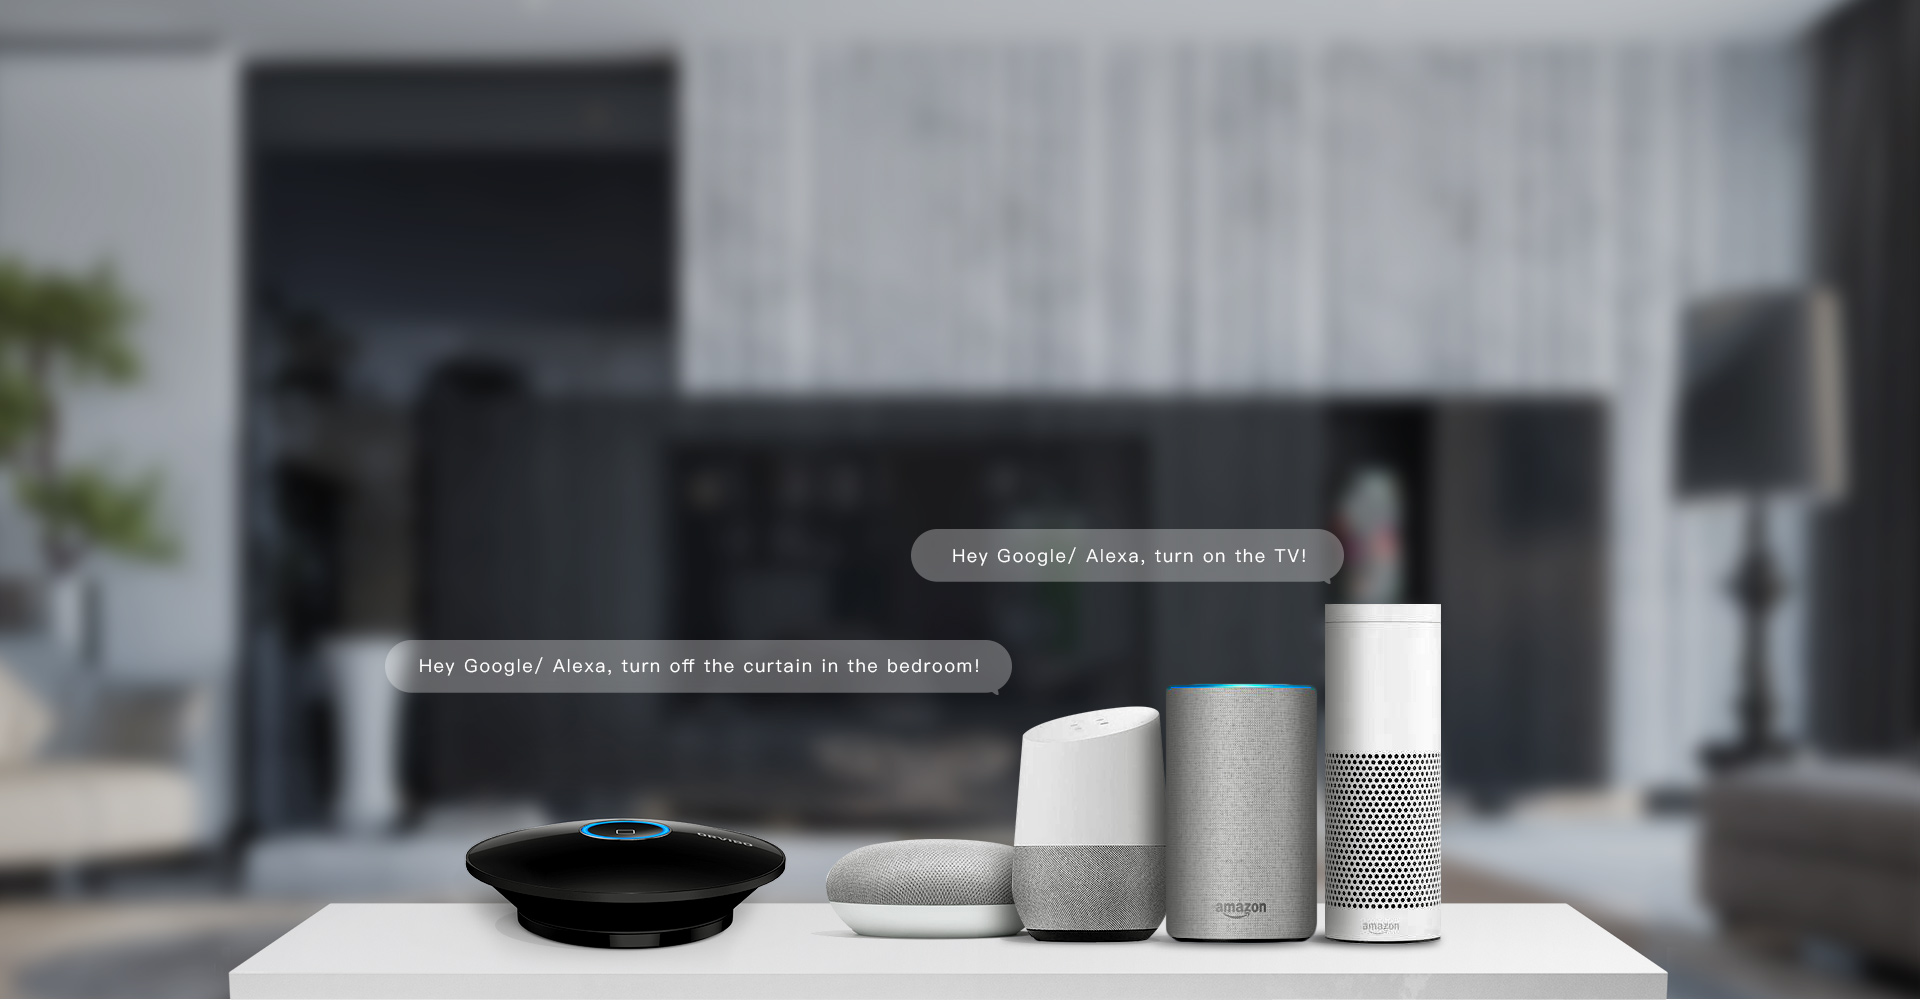 Hey Google/ Alexa, turn on the TV!
Hey Google/ Alexa, turn off the curtain in the bedroom!
ORVIBO
amazon
amazon